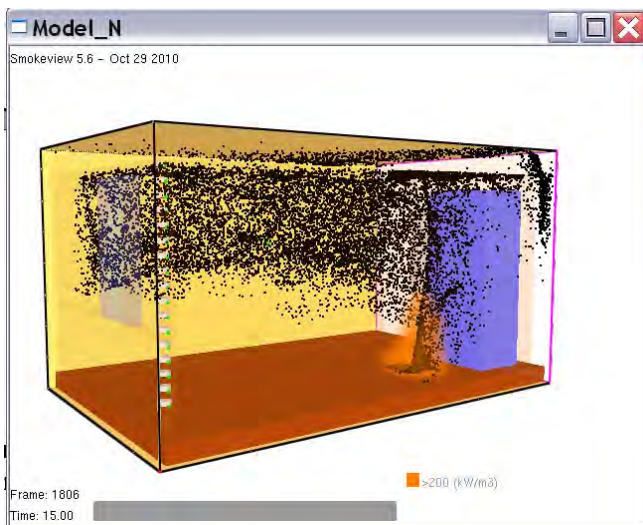 Model_N
Smokeview 5.6 – Oct 29 2010
>200 (kW/m3)
Frame: 1806
Time: 15.00